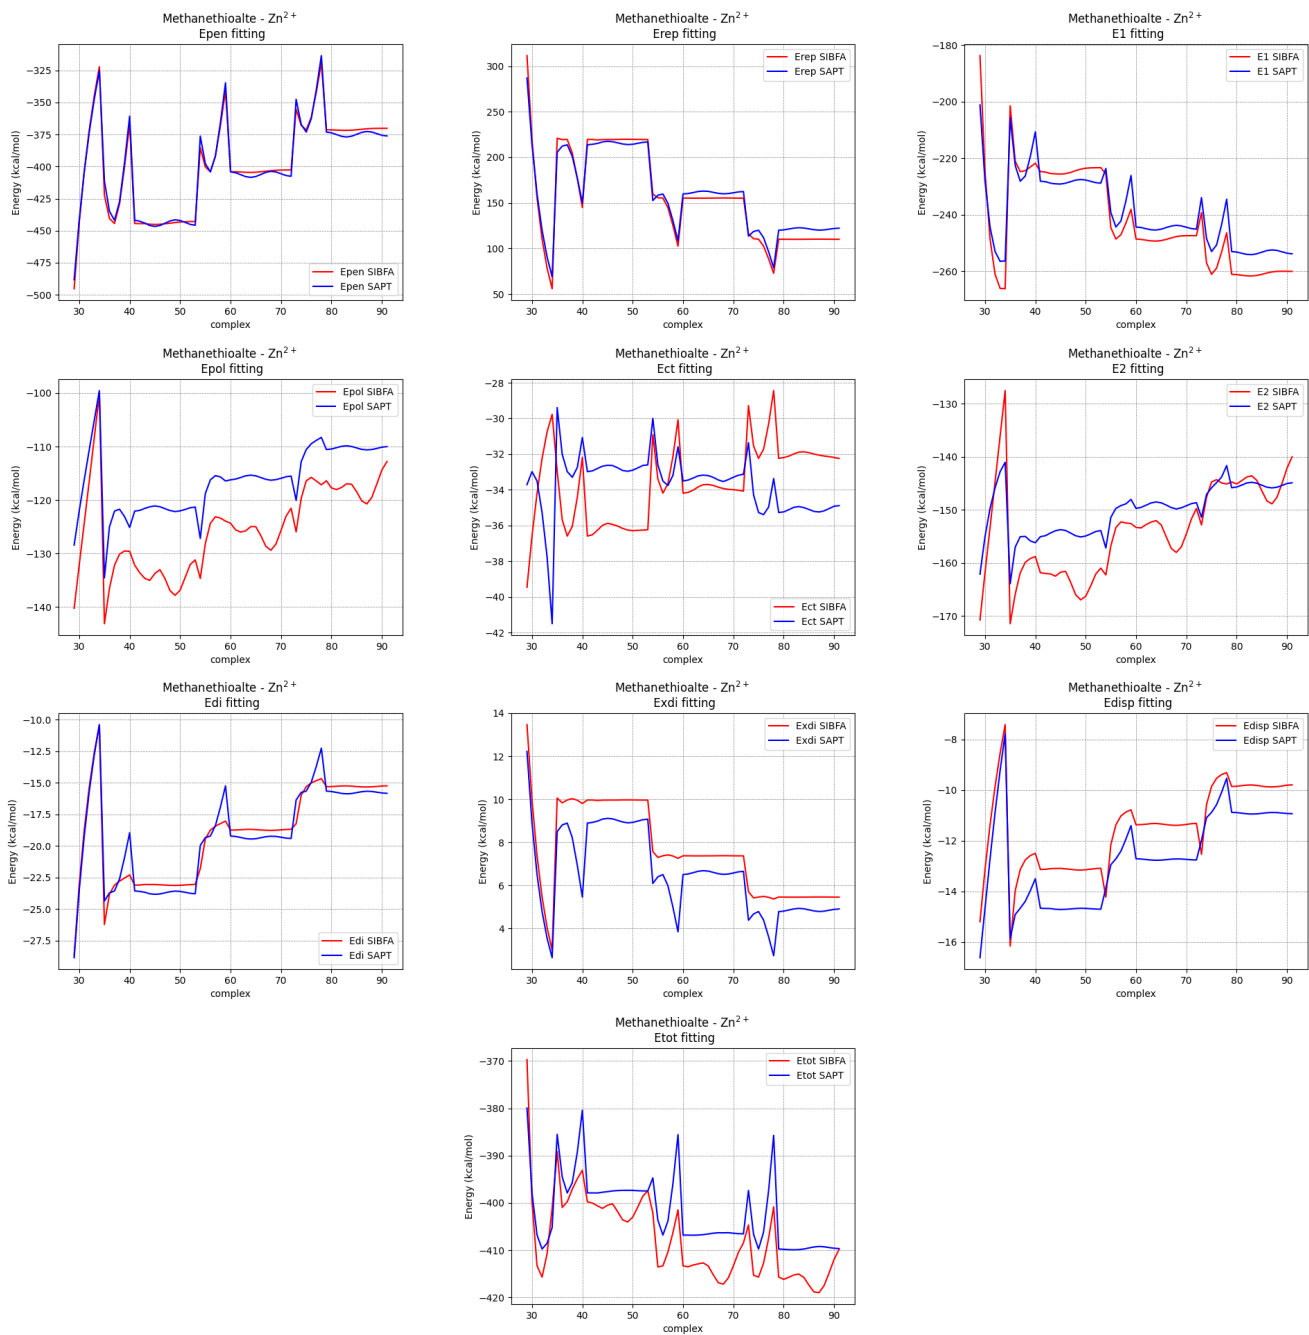 Methanethioalte - Zn²⁺
Epen fitting
Energy (kcal/mol)
−325
−350
−375
−400
−425
−450
−475
−500
Epen SIBFA
Epen SAPT
30 40 50 60 70 80 90
complex
Methanethioalte - Zn²⁺
Erep fitting
Energy (kcal/mol)
300
250
200
150
100
50
Erep SIBFA
Erep SAPT
30 40 50 60 70 80 90
complex
Methanethioalte - Zn²⁺
E1 fitting
Energy (kcal/mol)
−180
−200
−220
−240
−260
E1 SIBFA
E1 SAPT
30 40 50 60 70 80 90
complex
Methanethioalte - Zn²⁺
Epol fitting
Energy (kcal/mol)
−100
−110
−120
−130
−140
Epol SIBFA
Epol SAPT
30 40 50 60 70 80 90
complex
Methanethioalte - Zn²⁺
Ect fitting
Energy (kcal/mol)
−28
−30
−32
−34
−36
−38
−40
−42
Ect SIBFA
Ect SAPT
30 40 50 60 70 80 90
complex
Methanethioalte - Zn²⁺
E2 fitting
Energy (kcal/mol)
−130
−140
−150
−160
−170
E2 SIBFA
E2 SAPT
30 40 50 60 70 80 90
complex
Methanethioalte - Zn²⁺
Edi fitting
Energy (kcal/mol)
−10.0
−12.5
−15.0
−17.5
−20.0
−22.5
−25.0
−27.5
Edi SIBFA
Edi SAPT
30 40 50 60 70 80 90
complex
Methanethioalte - Zn²⁺
Exdi fitting
Energy (kcal/mol)
14
12
10
8
6
4
Exdi SIBFA
Exdi SAPT
30 40 50 60 70 80 90
complex
Methanethioalte - Zn²⁺
Edisp fitting
Energy (kcal/mol)
−8
−10
−12
−14
−16
Edisp SIBFA
Edisp SAPT
30 40 50 60 70 80 90
complex
Methanethioalte - Zn²⁺
Etot fitting
Energy (kcal/mol)
−370
−380
−390
−400
−410
−420
Etot SIBFA
Etot SAPT
30 40 50 60 70 80 90
complex